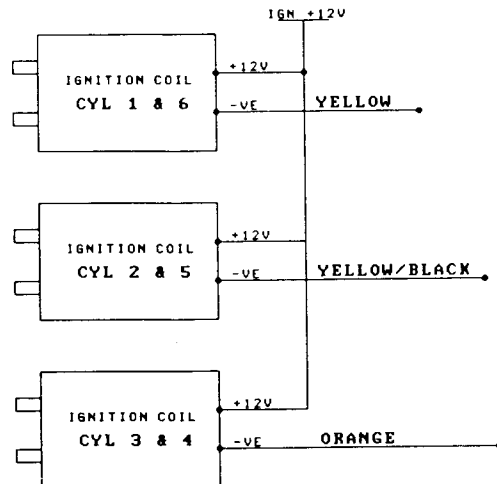 IGN +12V
IGNITION COIL
CYL 1 & 6
+12V
-VE YELLOW
IGNITION COIL
CYL 2 & 5
+12V
-VE YELLOW/BLACK
IGNITION COIL
CYL 3 & 4
+12V
-VE ORANGE